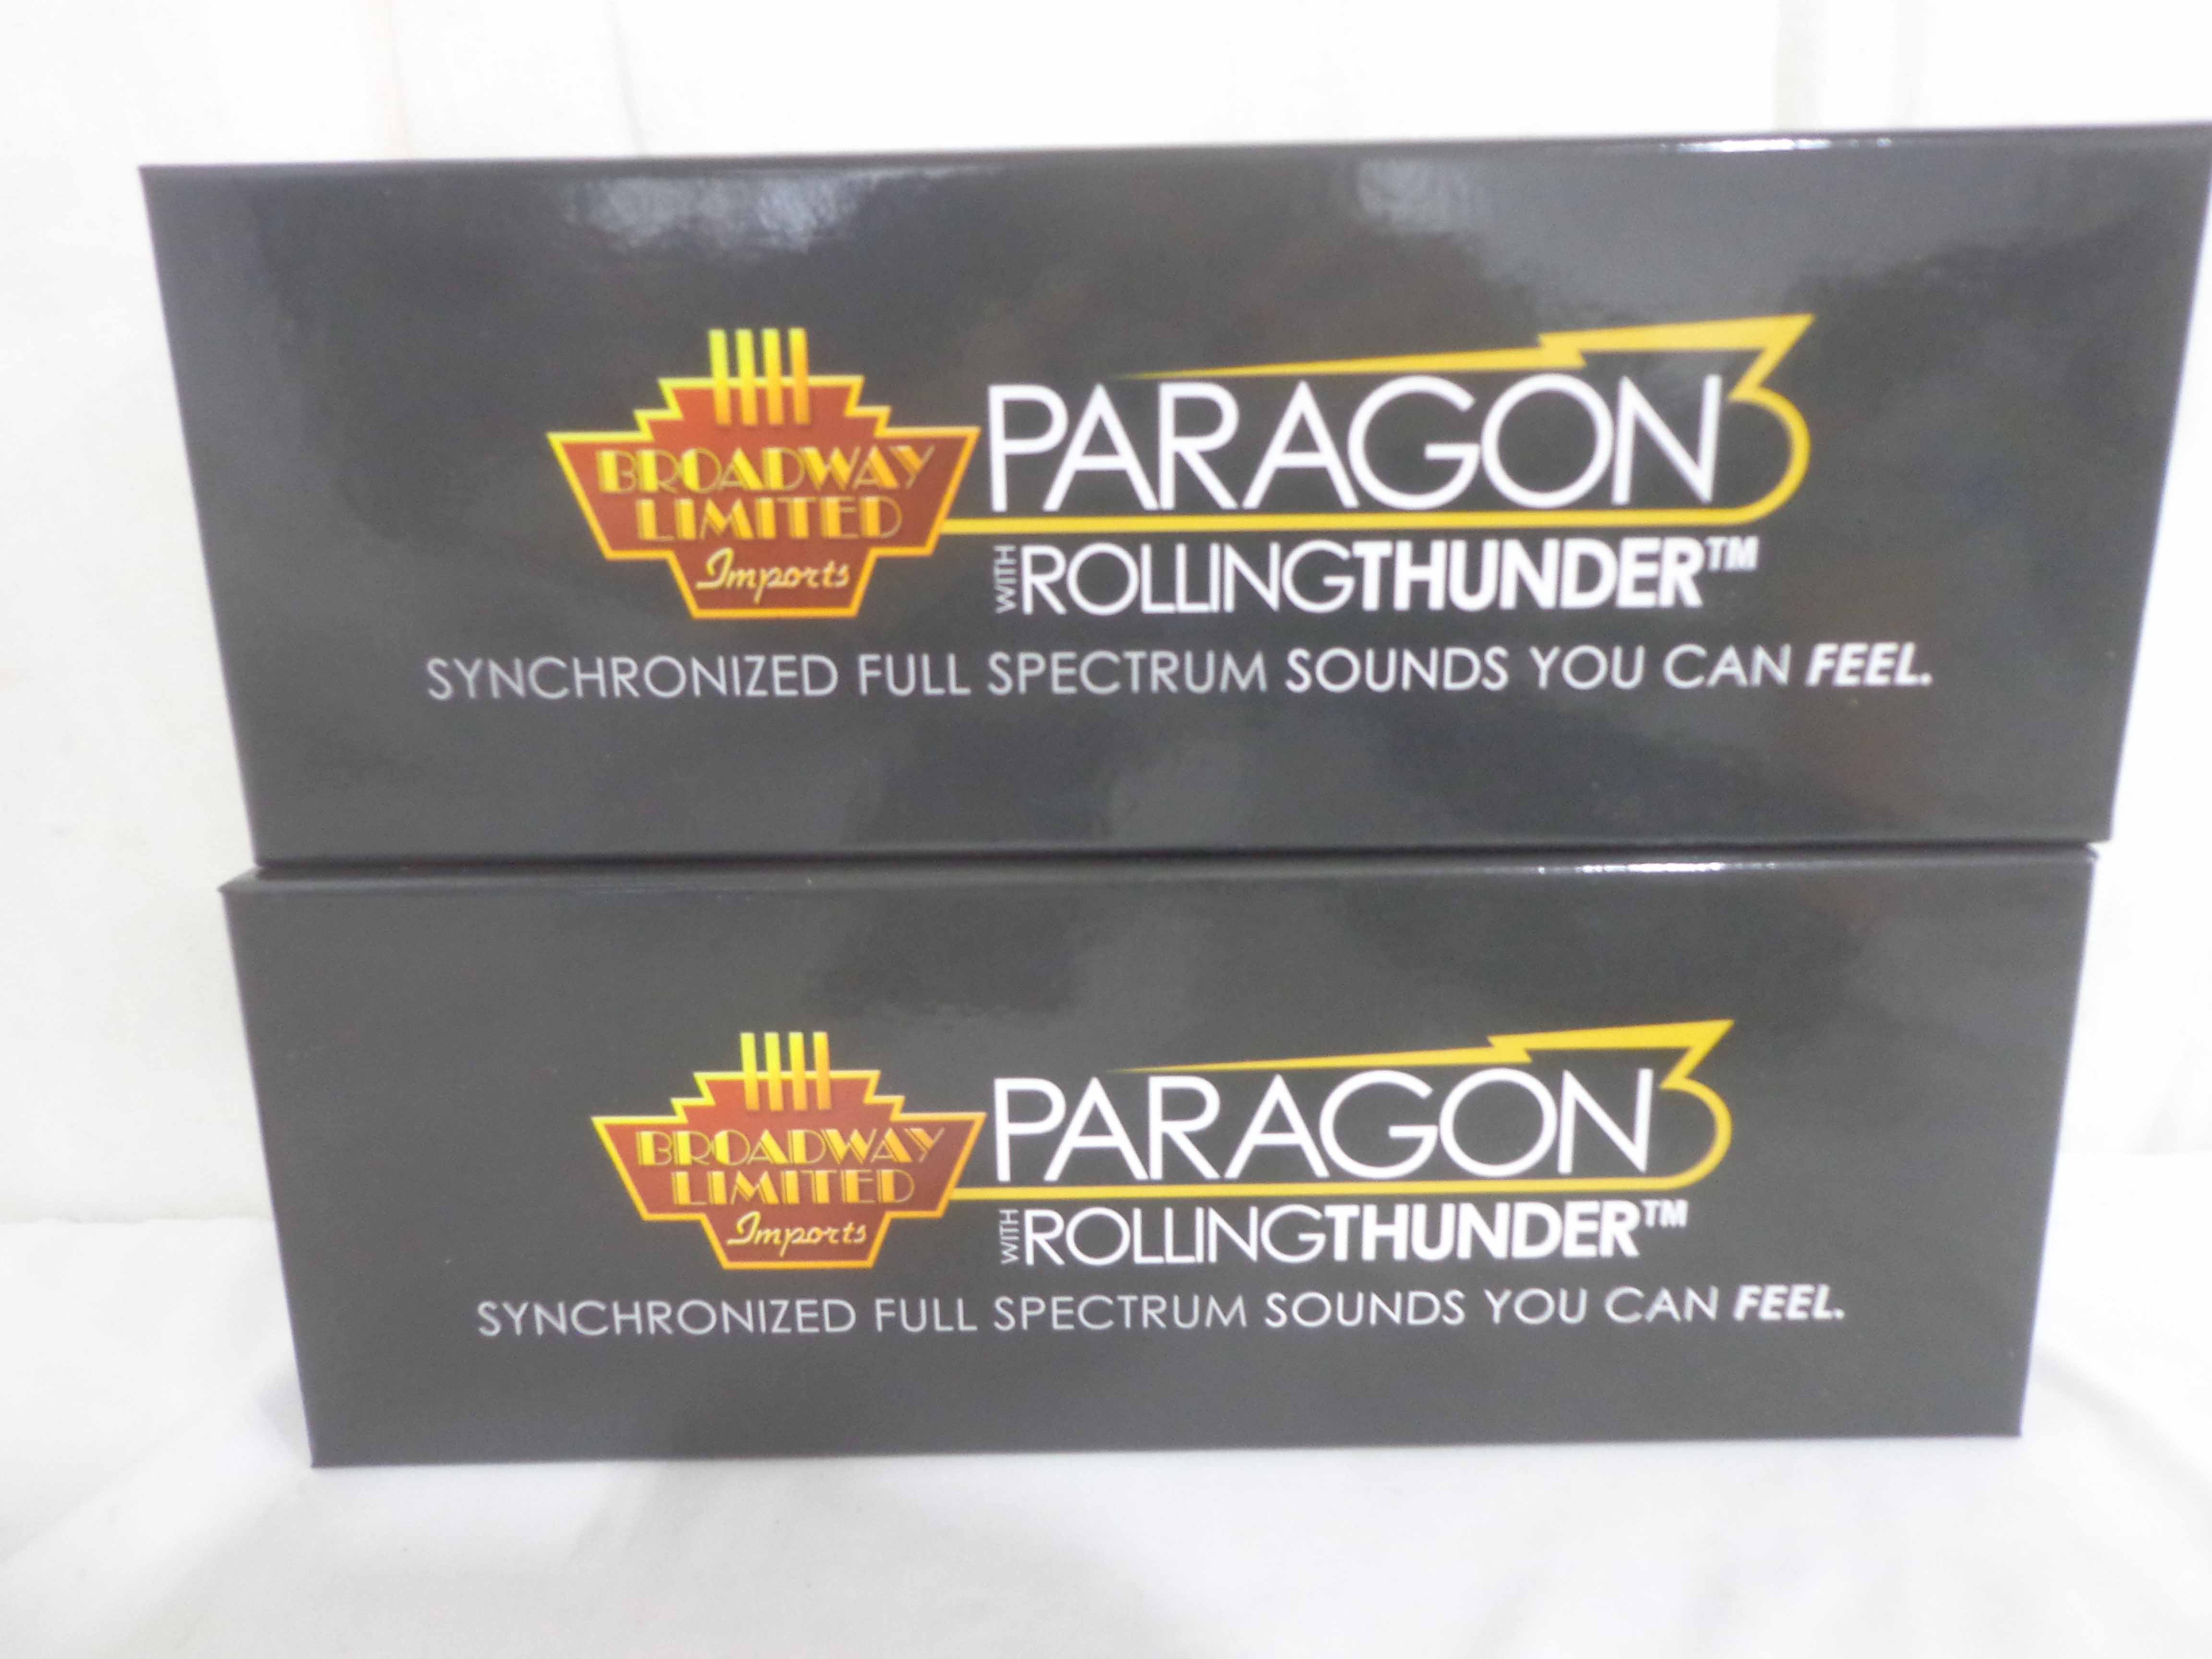 BROADWAY
LIMITED
Imports
PARAGON3
WITH ROLLINGTHUNDER™
SYNCHRONIZED FULL SPECTRUM SOUNDS YOU CAN FEEL.
BROADWAY
LIMITED
Imports
PARAGON3
WITH ROLLINGTHUNDER™
SYNCHRONIZED FULL SPECTRUM SOUNDS YOU CAN FEEL.